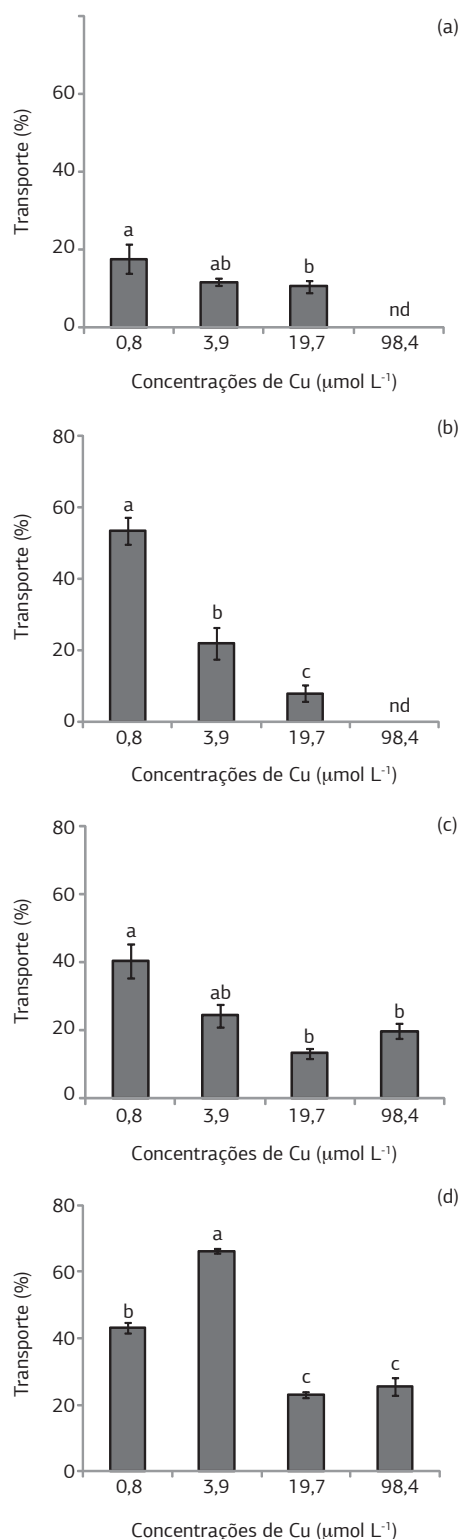 (a)
60
40
20
0
Transporte (%)
a
ab
b
nd
0,8 3,9 19,7 98,4
Concentrações de Cu (μmol L⁻¹)
(b)
80
60
40
20
0
Transporte (%)
a
b
c
nd
0,8 3,9 19,7 98,4
Concentrações de Cu (μmol L⁻¹)
(c)
80
60
40
20
0
Transporte (%)
a
ab
b
b
0,8 3,9 19,7 98,4
Concentrações de Cu (μmol L⁻¹)
(d)
80
60
40
20
0
Transporte (%)
b
a
c
c
0,8 3,9 19,7 98,4
Concentrações de Cu (μmol L⁻¹)